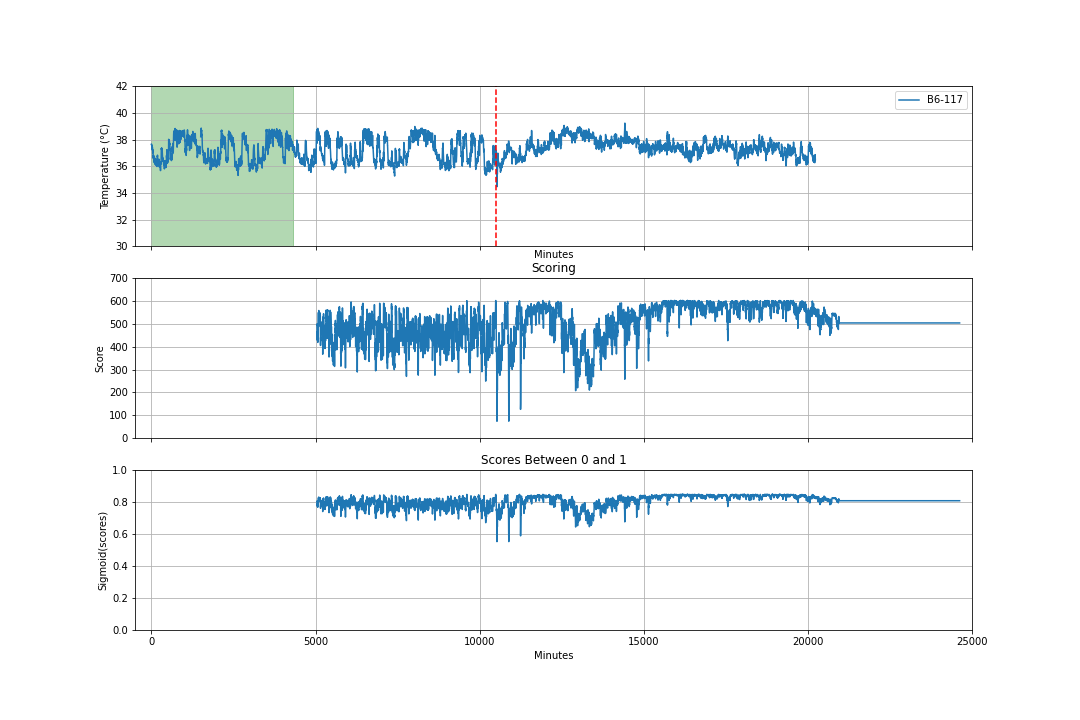 42
40
38
36
34
32
30
Temperature (°C)
B6-117
Minutes
Scoring
700
600
500
400
300
200
100
0
Score
Scores Between 0 and 1
1.0
0.8
0.6
0.4
0.2
0.0
Sigmoid(scores)
0 5000 10000 15000 20000 25000
Minutes